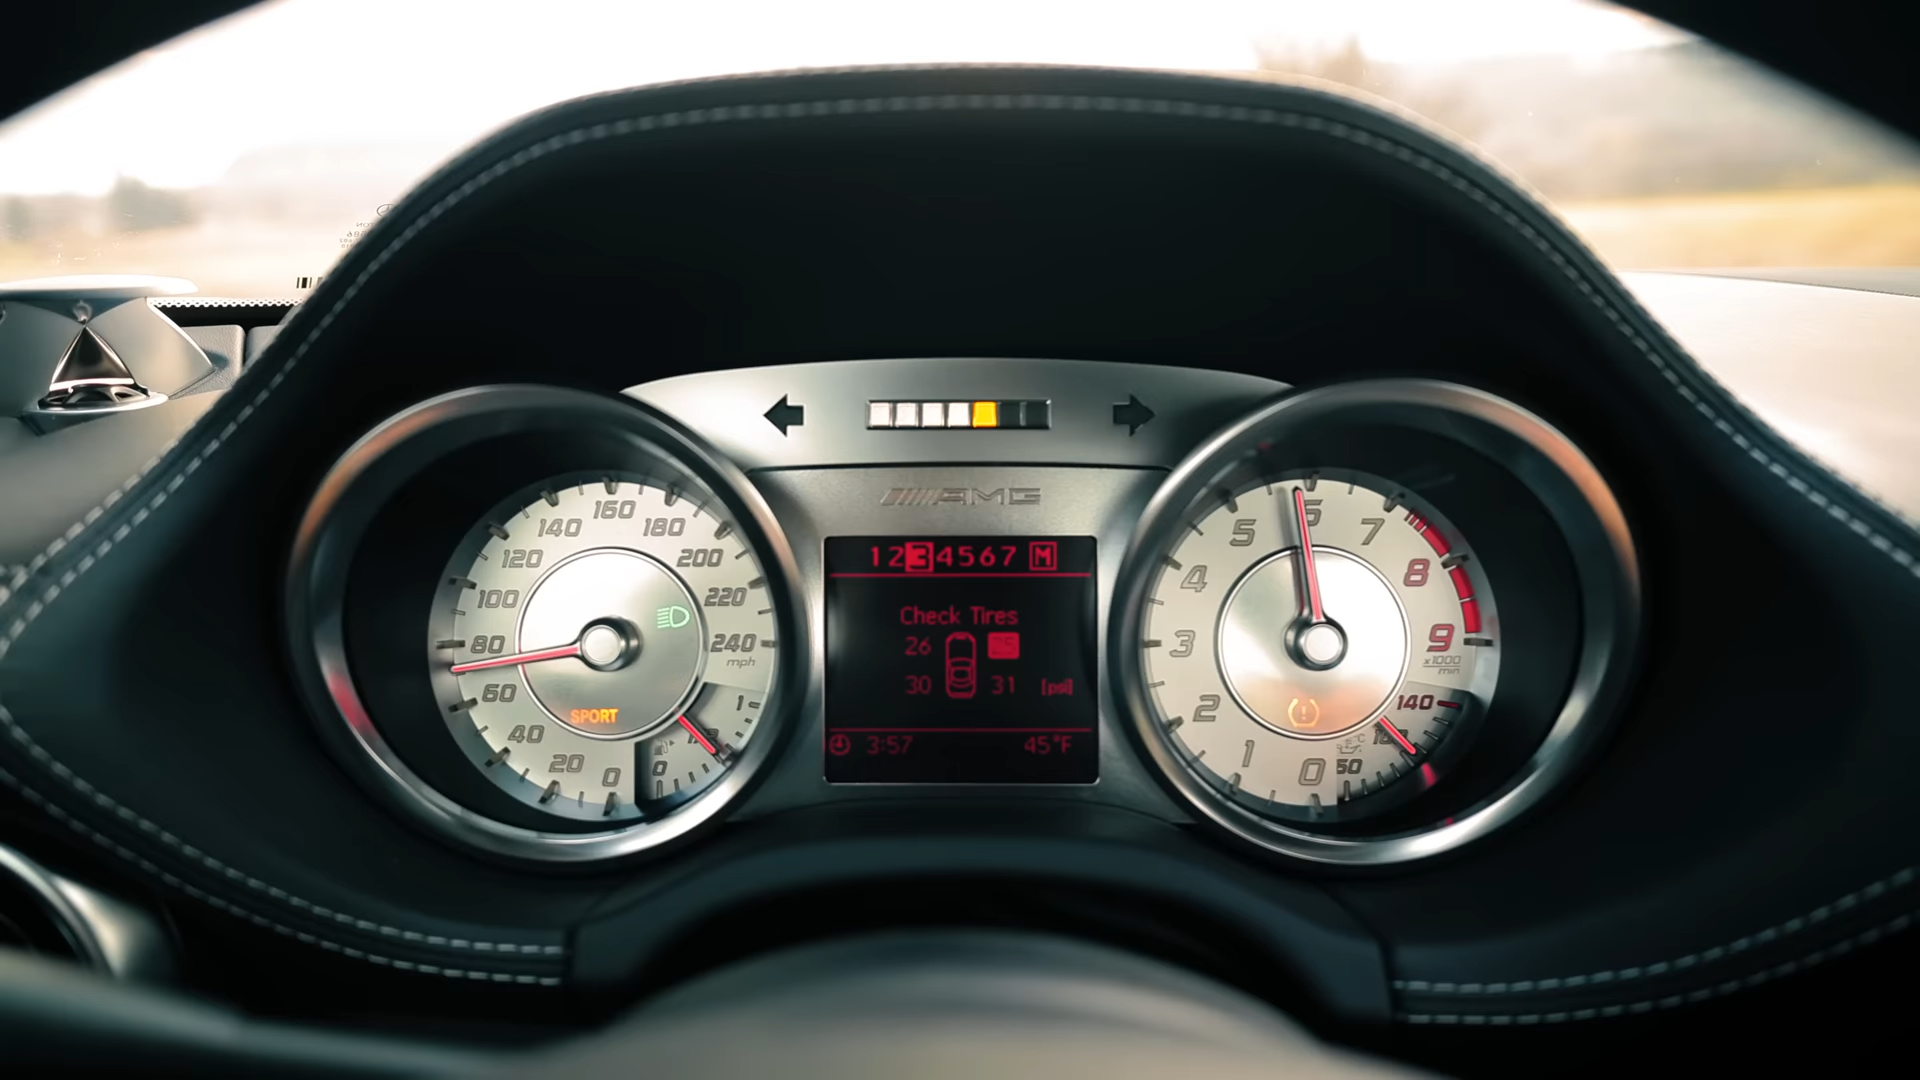 AMG
1234567 M
Check Tires
26
30 31 [psi]
3:57 45°F
0 20 40 60 80 100 120 140 160 180 200 220 240
mph
SPORT
0 1
0 1 2 3 4 5 6 7 8 9
x1000
min
°C
50 140